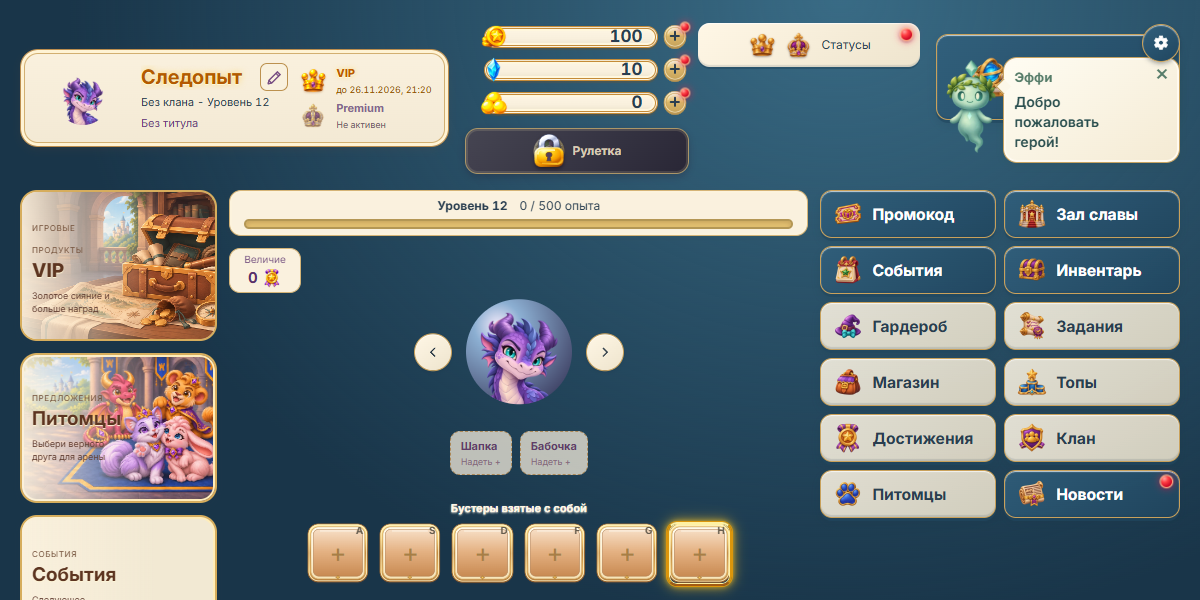 Следопыт
Без клана - Уровень 12
Без титула
VIP
до 26.11.2026, 21:20
Premium
Не активен
100
10
0
Рулетка
Статусы
Эффи
Добро
пожаловать
герой!
ИГРОВЫЕ
ПРОДУКТЫ
VIP
Золотое сияние и
больше наград
ПРЕДЛОЖЕНИЯ
Питомцы
Выбери верного
друга для арены
СОБЫТИЯ
События
Следующее
Уровень 12 0 / 500 опыта
Величие
0
Шапка
Надеть +
Бабочка
Надеть +
Бустеры взятые с собой
A
S
D
F
G
H
Промокод
Зал славы
События
Инвентарь
Гардероб
Задания
Магазин
Топы
Достижения
Клан
Питомцы
Новости